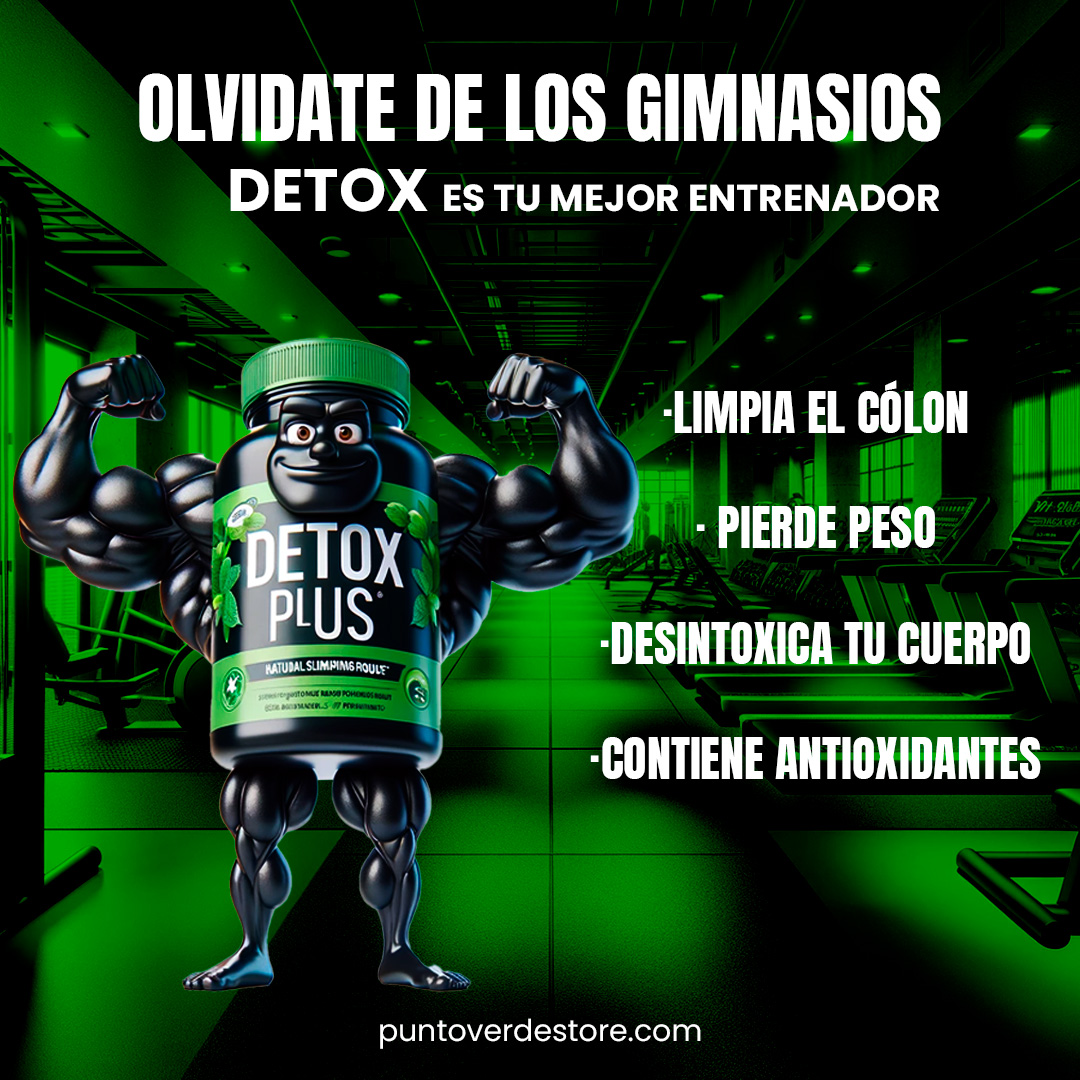 OLVIDATE DE LOS GIMNASIOS
DETOX ES TU MEJOR ENTRENADOR
·LIMPIA EL CÓLON
· PIERDE PESO
·DESINTOXICA TU CUERPO
·CONTIENE ANTIOXIDANTES
DETOX
PLUS®
puntoverdestore.com